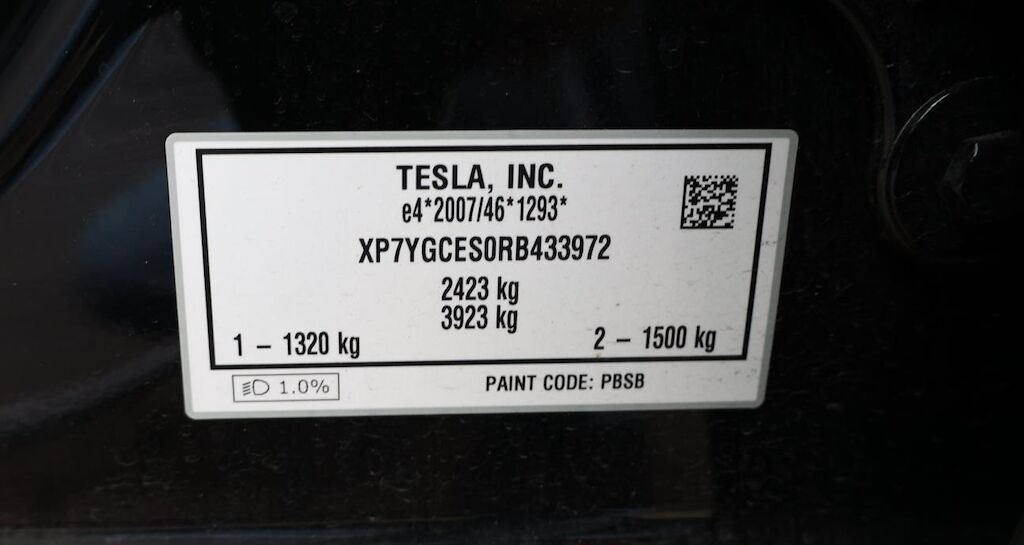 TESLA, INC.
e4*2007/46*1293*
XP7YGCES0RB433972
2423 kg
3923 kg
1 – 1320 kg 2 – 1500 kg
1.0% PAINT CODE: PBSB